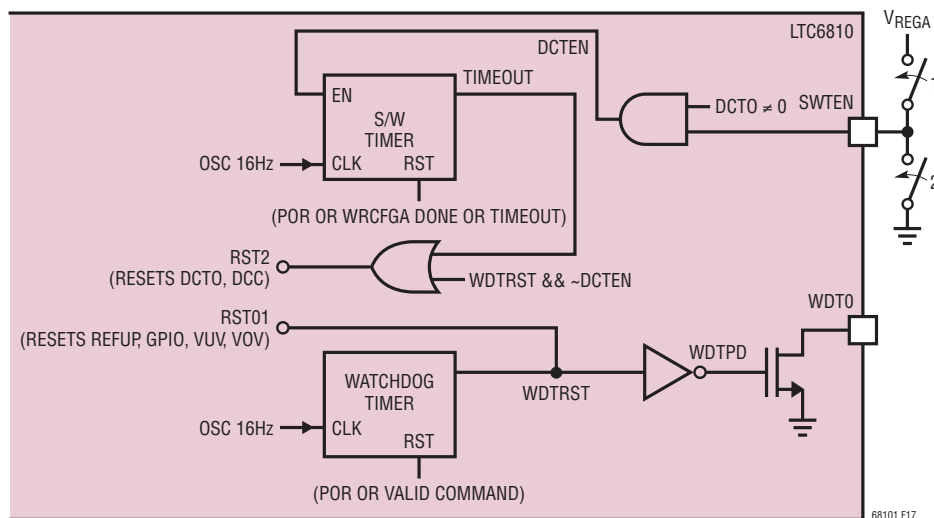 V_REGA
LTC6810
DCTEN
TIMEOUT
EN
S/W
TIMER
DCTO ≠ 0
SWTEN
OSC 16Hz
CLK
RST
2
(POR OR WRCFGA DONE OR TIMEOUT)
RST2
(RESETS DCTO, DCC)
WDTRST && ~DCTEN
WDT0
RST01
(RESETS REFUP, GPIO, VUV, VOV)
WATCHDOG
TIMER
WDTPD
WDTRST
OSC 16Hz
CLK
RST
(POR OR VALID COMMAND)
68101 F17